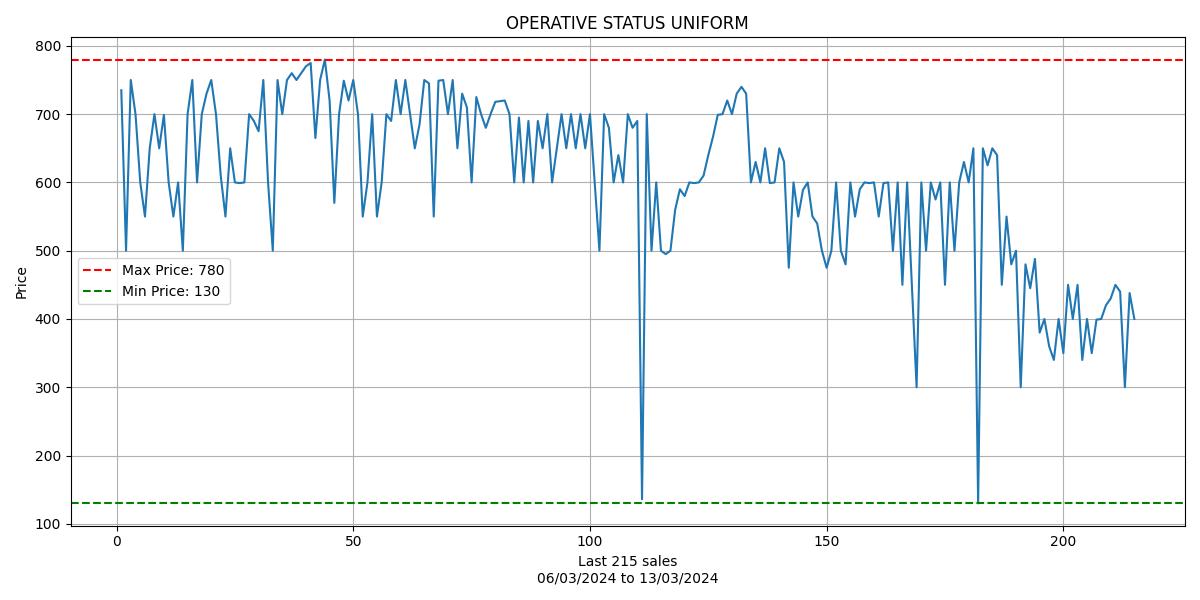 OPERATIVE STATUS UNIFORM
800
700
600
500
400
300
200
100
Price
Max Price: 780
Min Price: 130
0
50
100
150
200
Last 215 sales
06/03/2024 to 13/03/2024